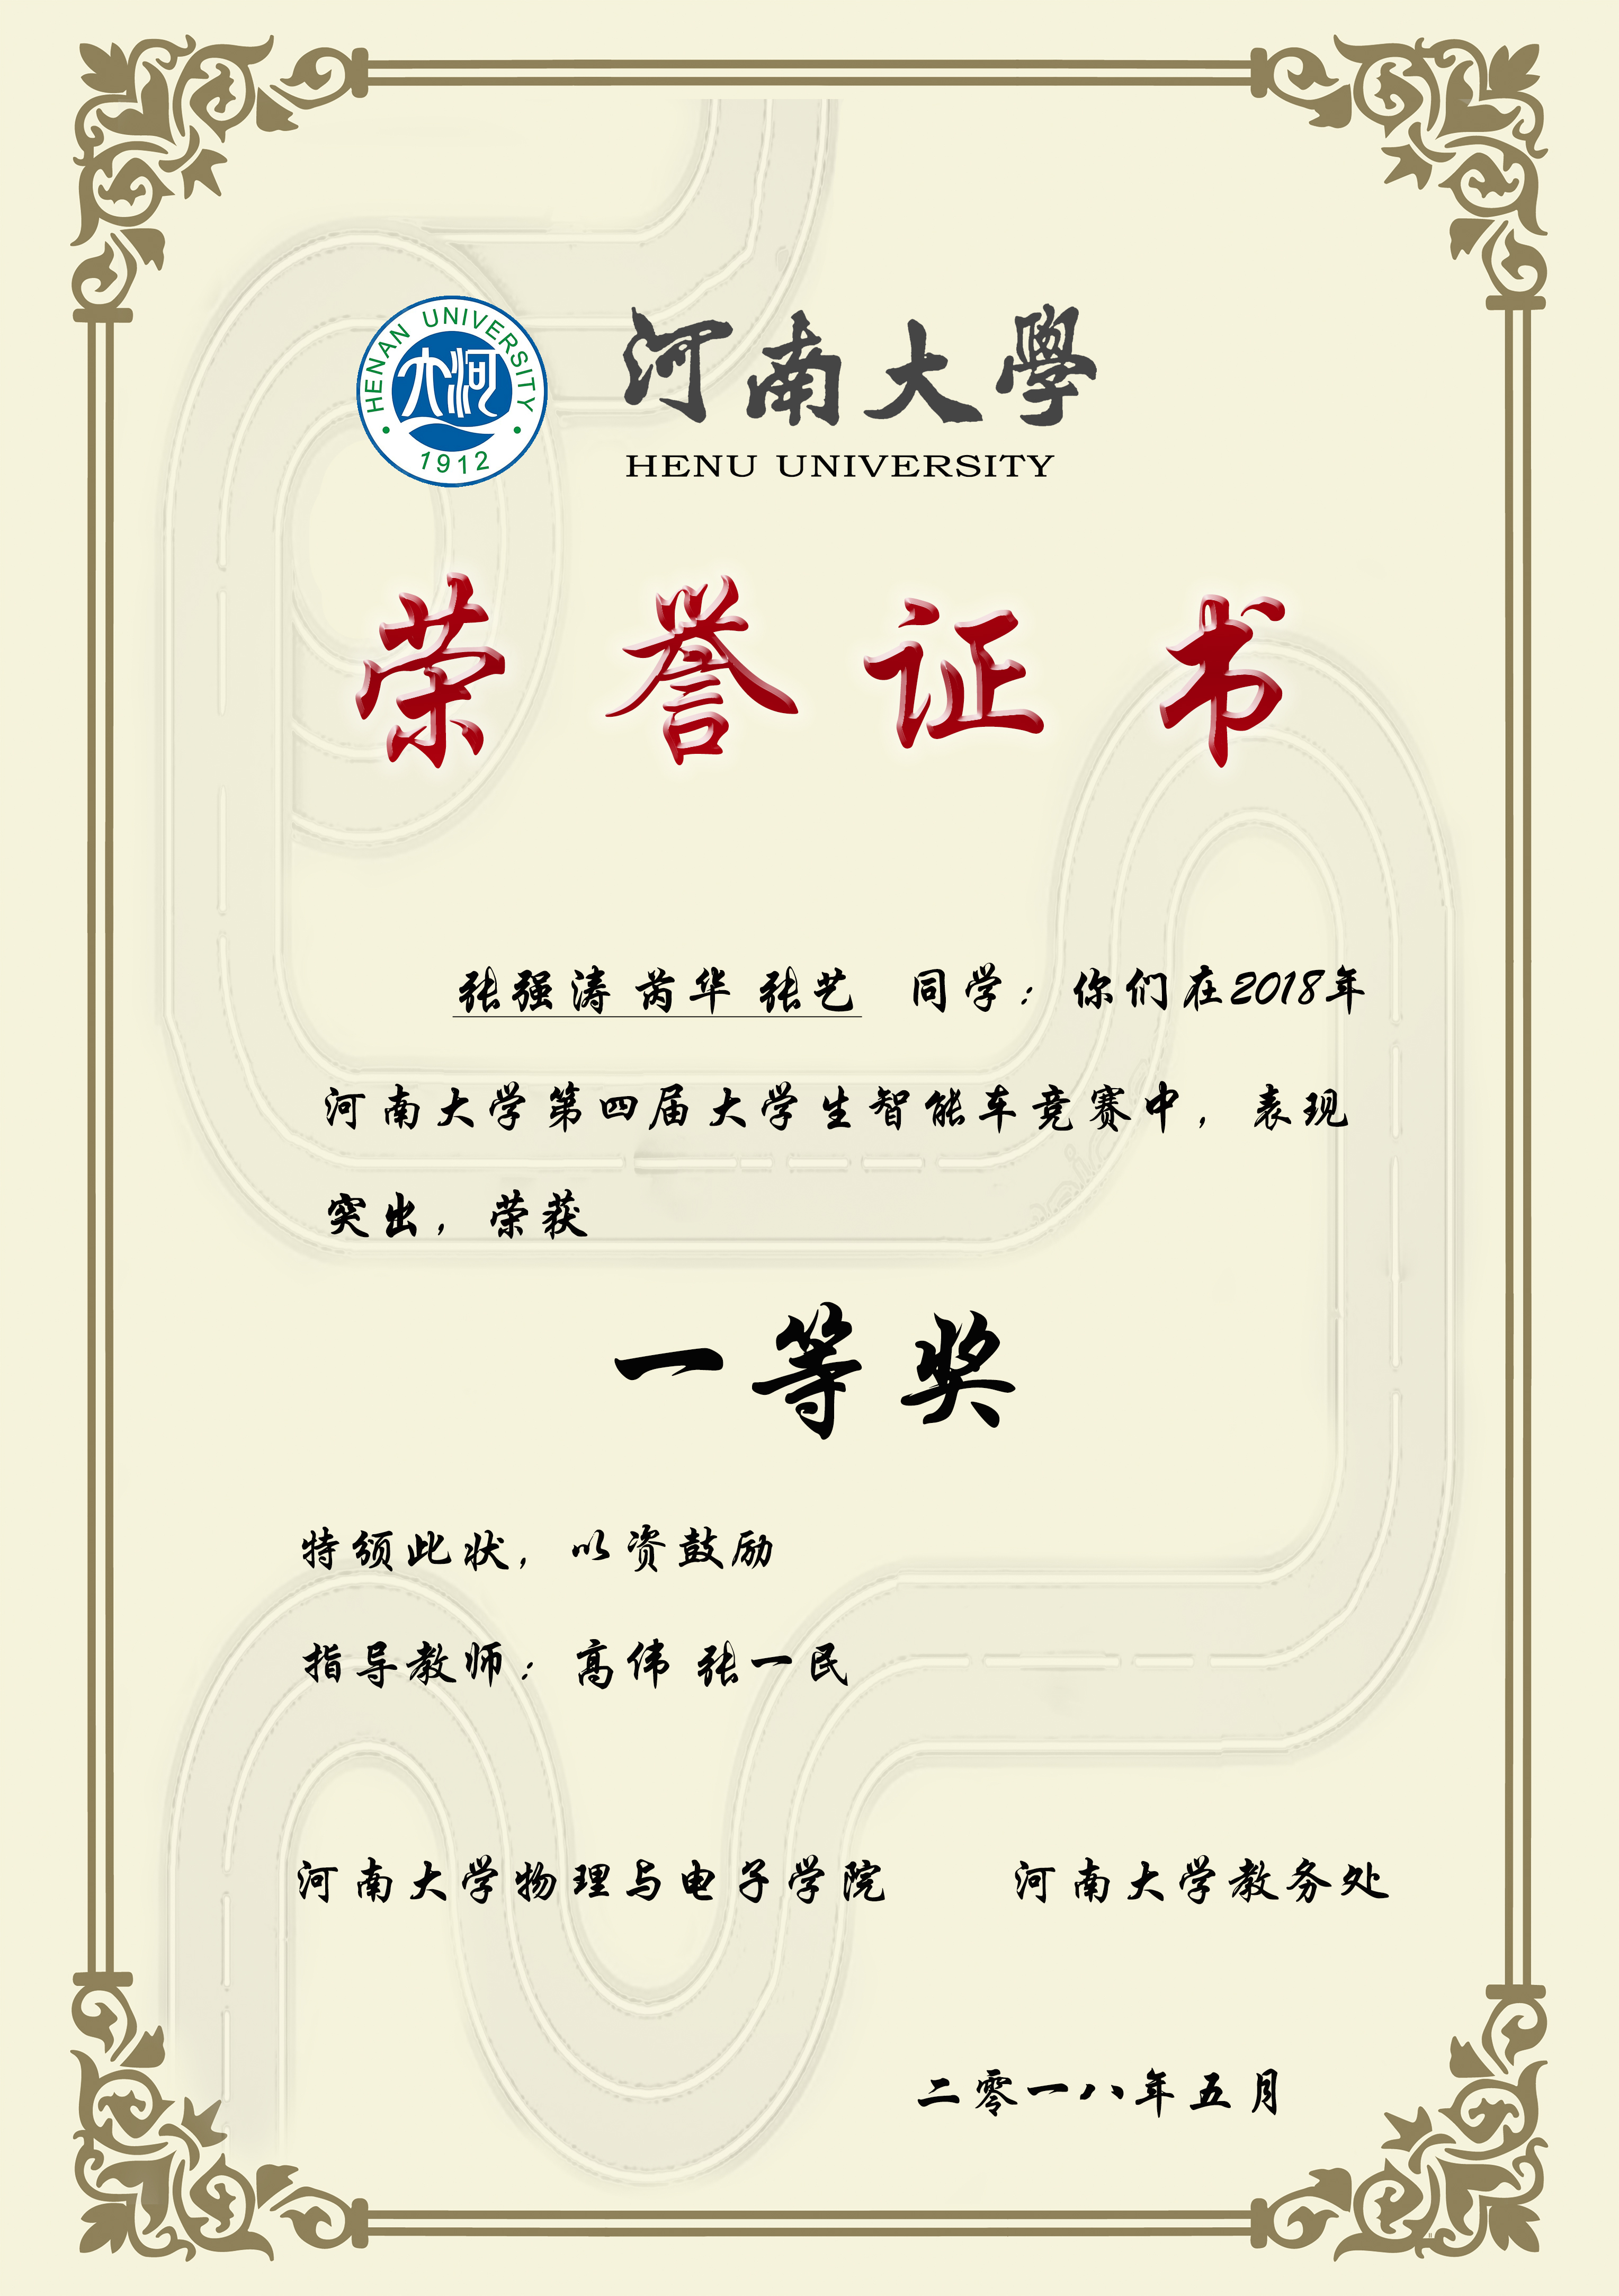 HENAN UNIVERSITY
大河
1912
河南大學
HENU UNIVERSITY
荣誉证书
张强涛 芮华 张艺 同学：你们在2018年
河南大学第四届大学生智能车竞赛中，表现
突出，荣获
一等奖
特颁此状，以资鼓励
指导教师：高伟 张一民
河南大学物理与电子学院 河南大学教务处
二零一八年五月